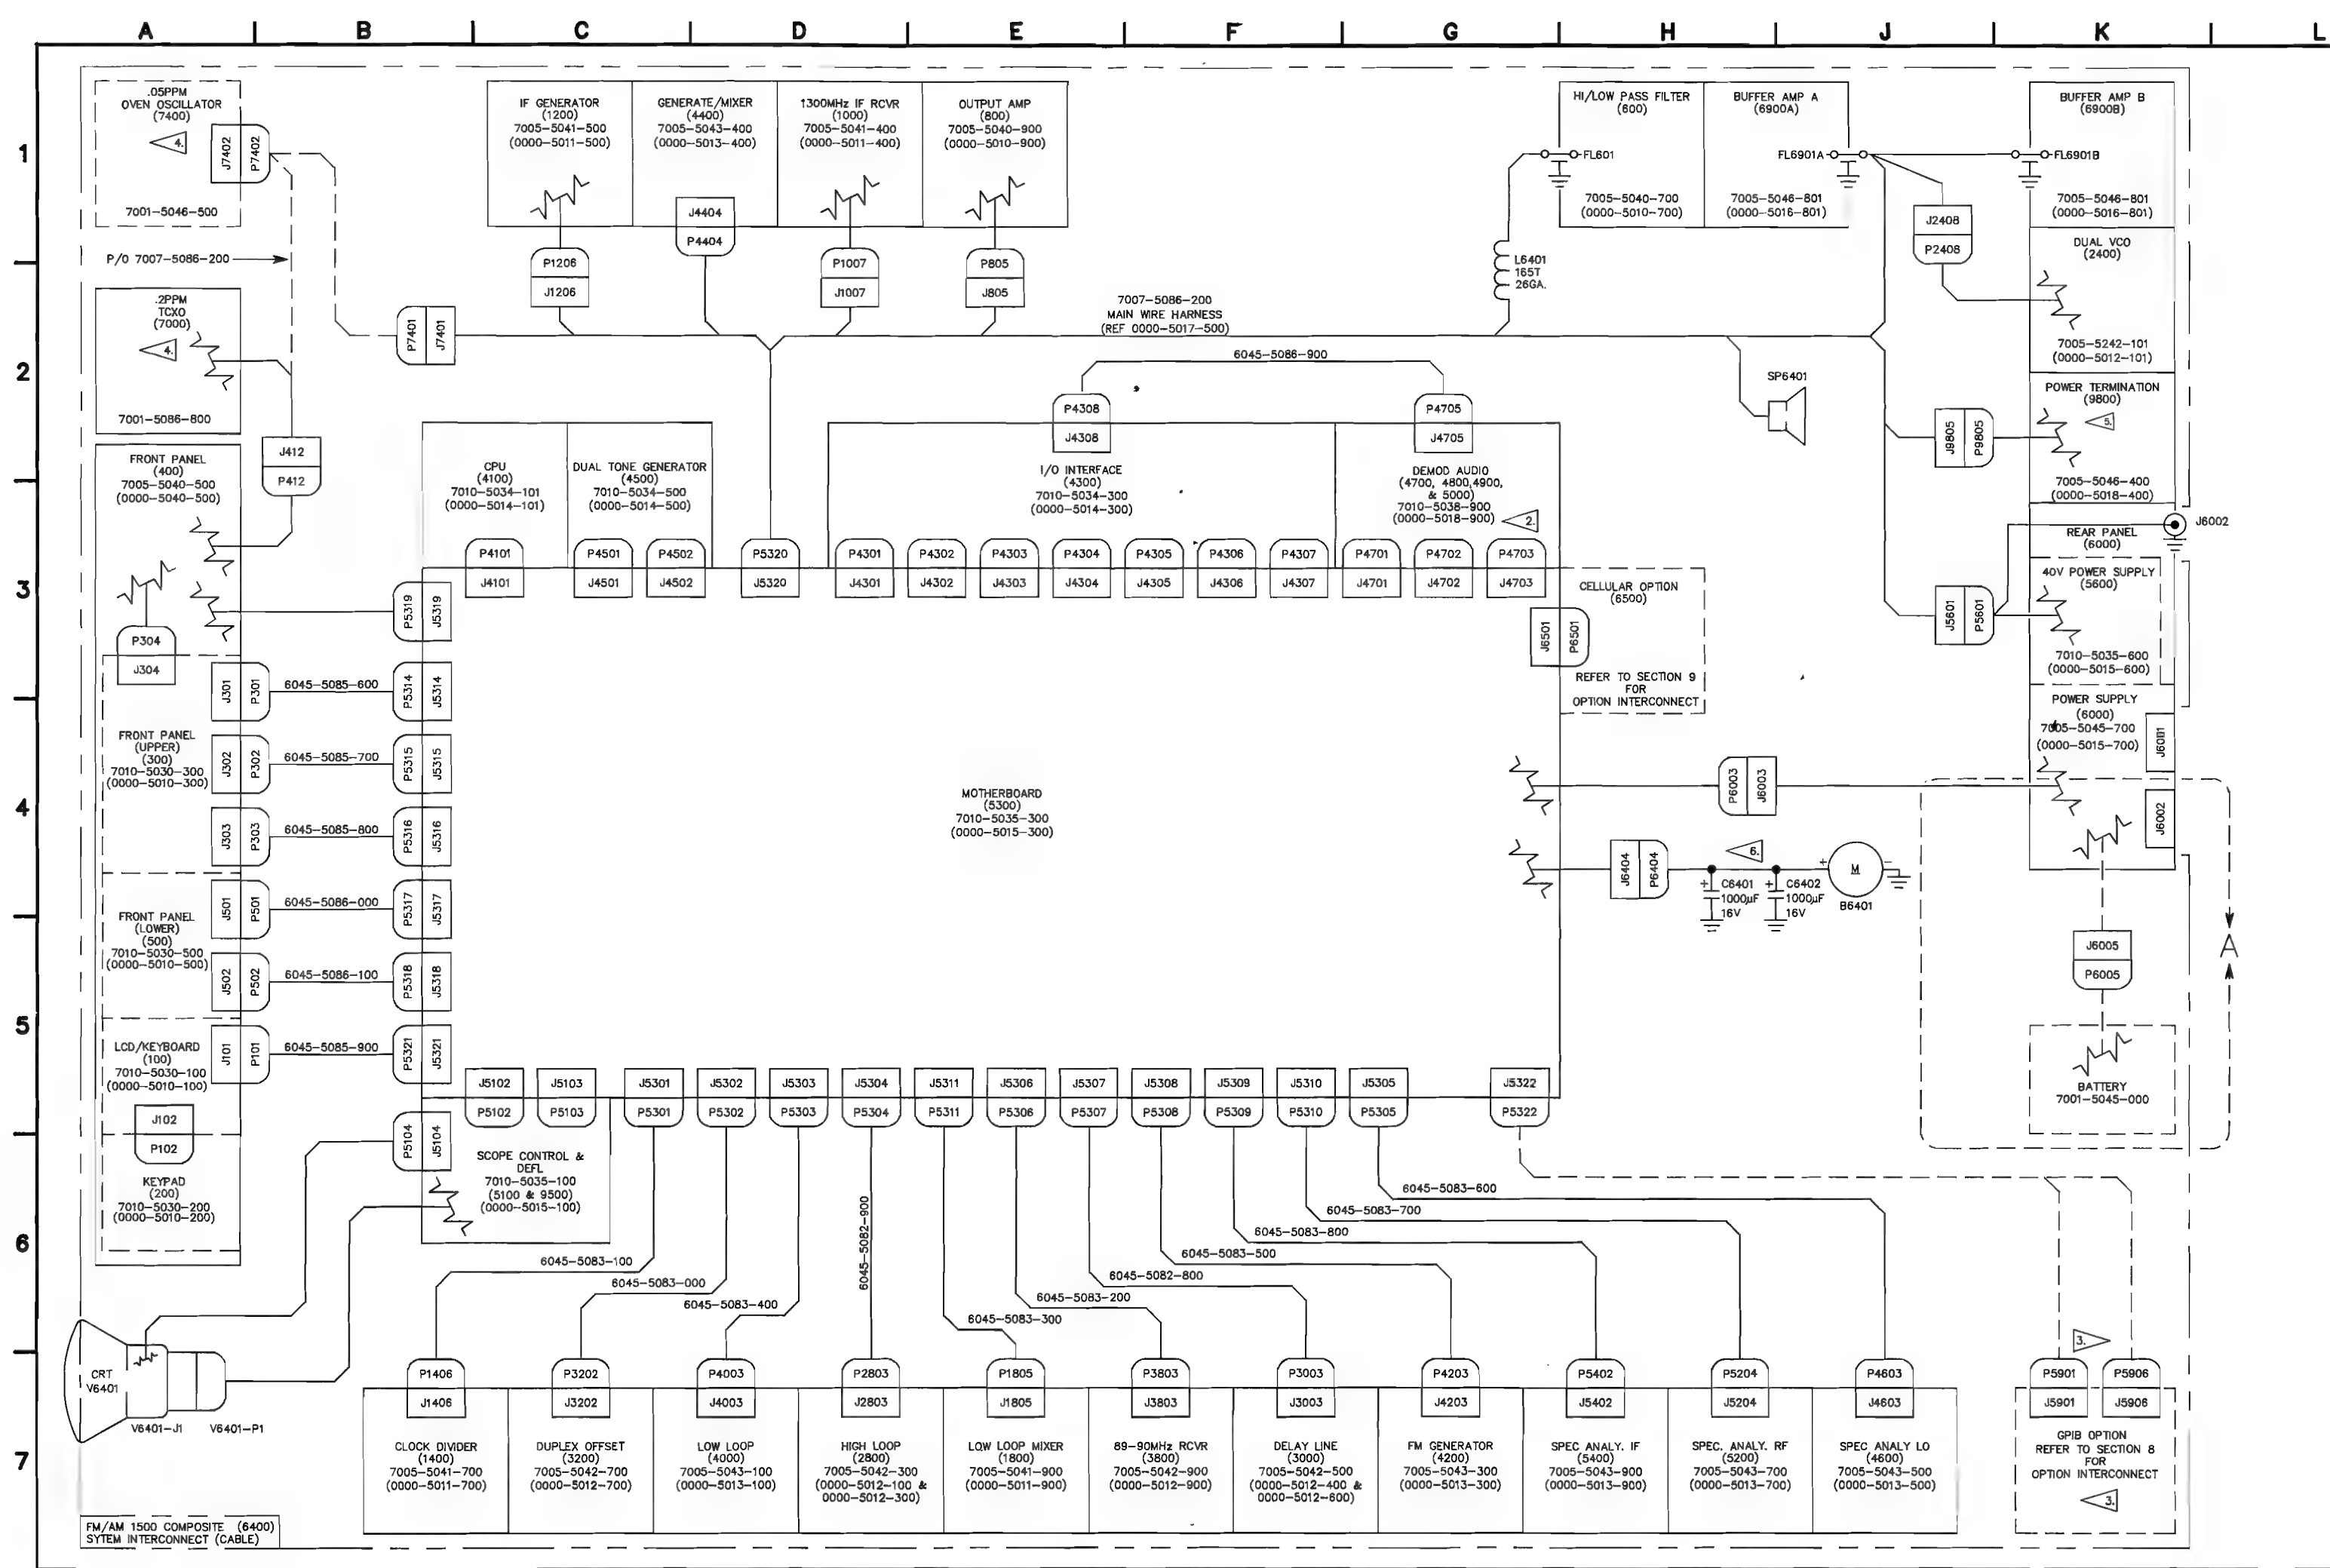 A B C D E F G H J K L
1
2
3
4
5
6
7
.05PPM
OVEN OSCILLATOR
(7400)
4.
J7402
P7402
7001-5046-500
P/O 7007-5086-200
.2PPM
TCXO
(7000)
4.
7001-5086-800
FRONT PANEL
(400)
7005-5040-500
(0000-5040-500)
J412
P412
P304
J304
FRONT PANEL
(UPPER)
(300)
7010-5030-300
(0000-5010-300)
J301
P301
6045-5085-600
P5314
J5314
J302
P302
6045-5085-700
P5315
J5315
J303
P303
6045-5085-800
P5316
J5316
P5319
J5319
FRONT PANEL
(LOWER)
(500)
7010-5030-500
(0000-5010-500)
J501
P501
6045-5086-000
P5317
J5317
J502
P502
6045-5086-100
P5318
J5318
LCD/KEYBOARD
(100)
7010-5030-100
(0000-5010-100)
J101
P101
6045-5085-900
P5321
J5321
J102
P102
KEYPAD
(200)
7010-5030-200
(0000-5010-200)
P5104
J5104
CRT
V6401
V6401-J1
V6401-P1
FM/AM 1500 COMPOSITE (6400)
SYTEM INTERCONNECT (CABLE)
IF GENERATOR
(1200)
7005-5041-500
(0000-5011-500)
P1206
J1206
GENERATE/MIXER
(4400)
7005-5043-400
(0000-5013-400)
J4404
P4404
1300MHz IF RCVR
(1000)
7005-5041-400
(0000-5011-400)
P1007
J1007
OUTPUT AMP
(800)
7005-5040-900
(0000-5010-900)
P805
J805
P7401
J7401
7007-5086-200
MAIN WIRE HARNESS
(REF 0000-5017-500)
6045-5086-900
L6401
165T
26GA.
HI/LOW PASS FILTER
(600)
FL601
7005-5040-700
(0000-5010-700)
BUFFER AMP A
(6900A)
FL6901A
7005-5046-801
(0000-5016-801)
BUFFER AMP B
(6900B)
FL6901B
7005-5046-801
(0000-5016-801)
J2408
P2408
DUAL VCO
(2400)
7005-5242-101
(0000-5012-101)
SP6401
J9805
P9805
POWER TERMINATION
(9800)
5.
7005-5046-400
(0000-5018-400)
J6002
REAR PANEL
(6000)
40V POWER SUPPLY
(5600)
J5601
P5601
7010-5035-600
(0000-5015-600)
POWER SUPPLY
(6000)
7005-5045-700
(0000-5015-700)
J6001
J6002
CPU
(4100)
7010-5034-101
(0000-5014-101)
P4101
J4101
DUAL TONE GENERATOR
(4500)
7010-5034-500
(0000-5014-500)
P4501
J4501
P4502
J4502
P5320
J5320
P4308
J4308
I/O INTERFACE
(4300)
7010-5034-300
(0000-5014-300)
P4301 P4302 P4303 P4304 P4305 P4306 P4307
J4301 J4302 J4303 J4304 J4305 J4306 J4307
P4705
J4705
DEMOD AUDIO
(4700, 4800,4900,
& 5000)
7010-5038-900
(0000-5018-900)
2.
P4701 P4702 P4703
J4701 J4702 J4703
CELLULAR OPTION
(6500)
J6501
P6501
REFER TO SECTION 9
FOR
OPTION INTERCONNECT
MOTHERBOARD
(5300)
7010-5035-300
(0000-5015-300)
P6003
J6003
J6404
P6404
6.
C6401
1000µF
16V
C6402
1000µF
16V
+
+
+
M
-
B6401
A
J6005
P6005
BATTERY
7001-5045-000
J5102 J5103 J5301 J5302 J5303 J5304 J5311 J5306 J5307 J5308 J5309 J5310 J5305 J5322
P5102 P5103 P5301 P5302 P5303 P5304 P5311 P5306 P5307 P5308 P5309 P5310 P5305 P5322
SCOPE CONTROL &
DEFL
7010-5035-100
(5100 & 9500)
(0000-5015-100)
6045-5083-100
6045-5083-000
6045-5083-400
6045-5082-900
6045-5083-300
6045-5083-200
6045-5082-800
6045-5083-500
6045-5083-800
6045-5083-700
6045-5083-600
3.
P1406 P3202 P4003 P2803 P1805 P3803 P3003 P4203 P5402 P5204 P4603 P5901 P5906
J1406 J3202 J4003 J2803 J1805 J3803 J3003 J4203 J5402 J5204 J4603 J5901 J5906
CLOCK DIVIDER
(1400)
7005-5041-700
(0000-5011-700)
DUPLEX OFFSET
(3200)
7005-5042-700
(0000-5012-700)
LOW LOOP
(4000)
7005-5043-100
(0000-5013-100)
HIGH LOOP
(2800)
7005-5042-300
(0000-5012-100 &
0000-5012-300)
LOW LOOP MIXER
(1800)
7005-5041-900
(0000-5011-900)
89-90MHz RCVR
(3800)
7005-5042-900
(0000-5012-900)
DELAY LINE
(3000)
7005-5042-500
(0000-5012-400 &
0000-5012-600)
FM GENERATOR
(4200)
7005-5043-300
(0000-5013-300)
SPEC ANALY. IF
(5400)
7005-5043-900
(0000-5013-900)
SPEC. ANALY. RF
(5200)
7005-5043-700
(0000-5013-700)
SPEC ANALY LO
(4600)
7005-5043-500
(0000-5013-500)
GPIB OPTION
REFER TO SECTION 8
FOR
OPTION INTERCONNECT
3.